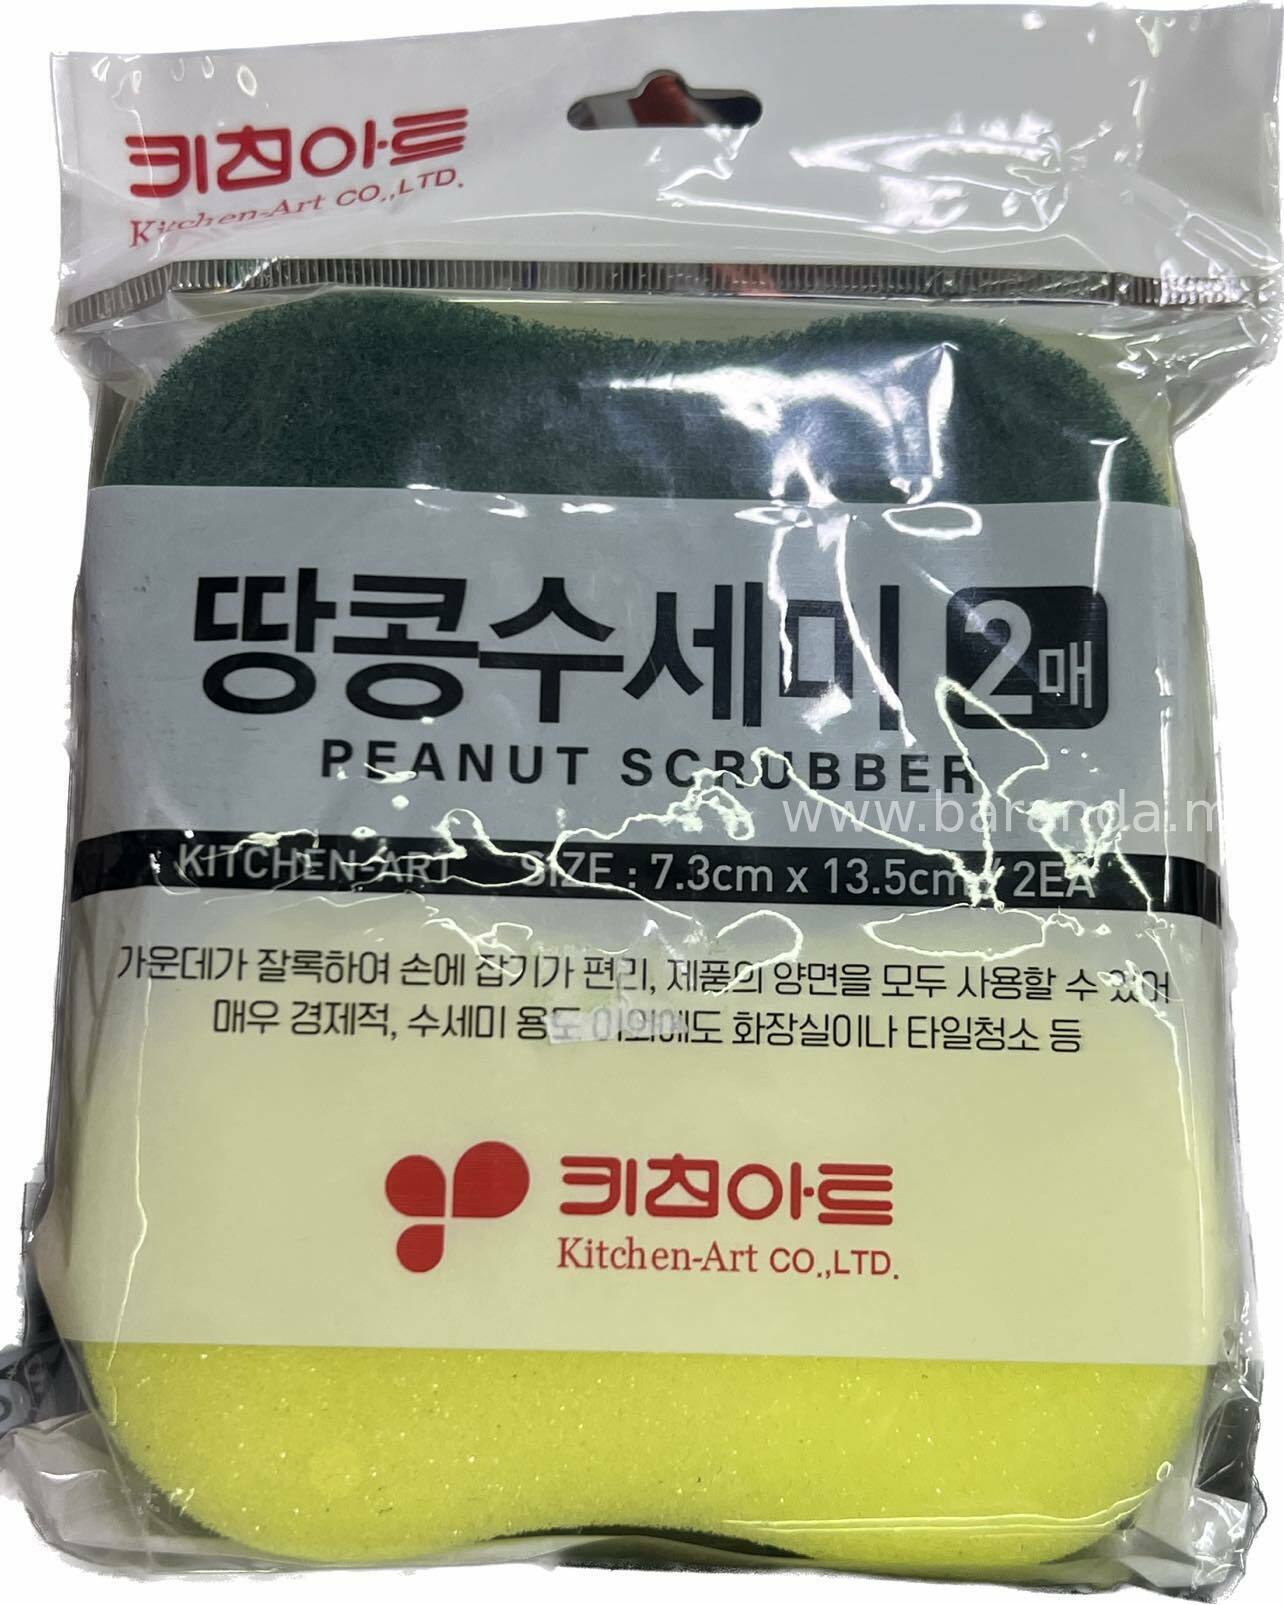 키친아트
Kitchen-Art CO.,LTD.
땅콩수세미 2매
PEANUT SCRUBBER
www.baranda.m
KITCHEN-ART SIZE : 7.3cm x 13.5cm / 2EA
가운데가 잘록하여 손에 잡기가 편리, 제품의 양면을 모두 사용할 수 있어
매우 경제적, 수세미 용도 이외에도 화장실이나 타일청소 등
키친아트
Kitchen-Art CO.,LTD.